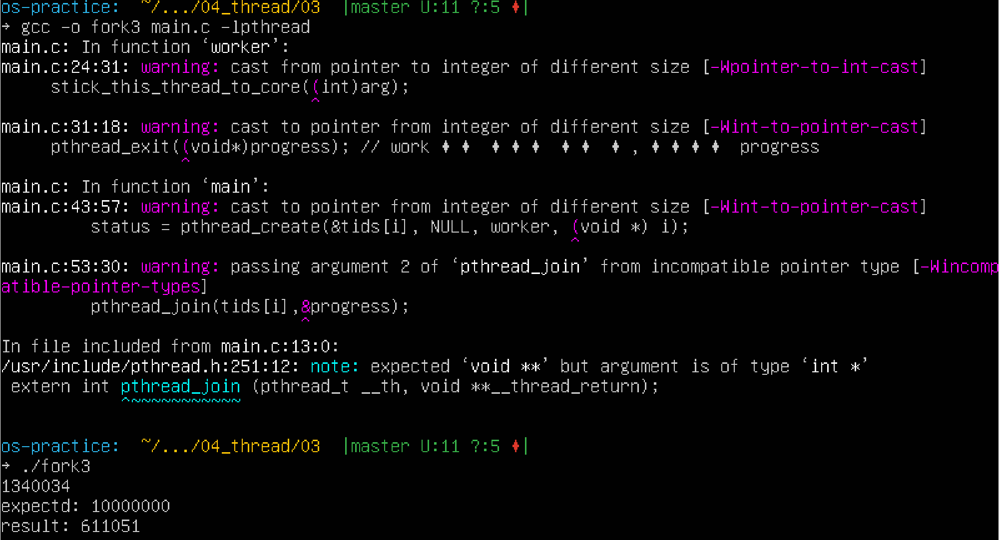 os-practice:  ~/.../04_thread/03  |master U:11 ?:5 ♦|
→ gcc -o fork3 main.c -lpthread
main.c: In function ‘worker’:
main.c:24:31: warning: cast from pointer to integer of different size [-Wpointer-to-int-cast]
     stick_this_thread_to_core((int)arg);
                               ^
main.c:31:18: warning: cast to pointer from integer of different size [-Wint-to-pointer-cast]
     pthread_exit((void*)progress); // work ♦ ♦  ♦ ♦ ♦  ♦ ♦  ♦ , ♦ ♦ ♦ ♦  progress
                  ^
main.c: In function ‘main’:
main.c:43:57: warning: cast to pointer from integer of different size [-Wint-to-pointer-cast]
         status = pthread_create(&tids[i], NULL, worker, (void *) i);
                                                         ^
main.c:53:30: warning: passing argument 2 of ‘pthread_join’ from incompatible pointer type [-Wincomp
atible-pointer-types]
         pthread_join(tids[i],&progress);
                              ^
In file included from main.c:13:0:
/usr/include/pthread.h:251:12: note: expected ‘void **’ but argument is of type ‘int *’
 extern int pthread_join (pthread_t __th, void **__thread_return);
            ^~~~~~~~~~~~
os-practice:  ~/.../04_thread/03  |master U:11 ?:5 ♦|
→ ./fork3
1340034
expectd: 10000000
result: 611051